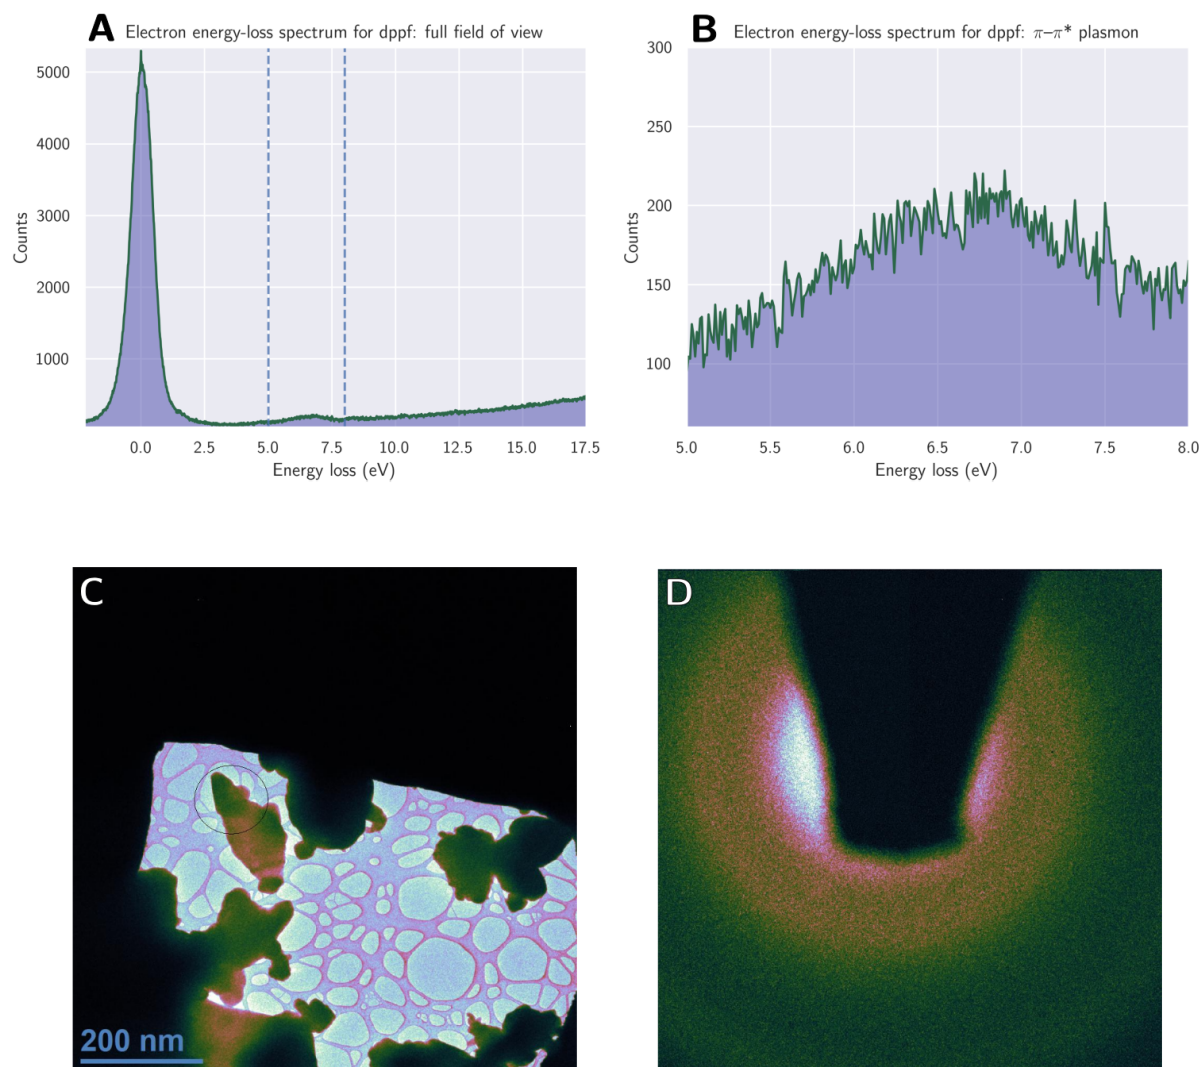 A Electron energy-loss spectrum for dppf: full field of view
5000
4000
3000
2000
1000
Counts
0.0 2.5 5.0 7.5 10.0 12.5 15.0 17.5
Energy loss (eV)
B Electron energy-loss spectrum for dppf: π–π* plasmon
300
250
200
150
100
Counts
5.0 5.5 6.0 6.5 7.0 7.5 8.0
Energy loss (eV)
C
200 nm
D